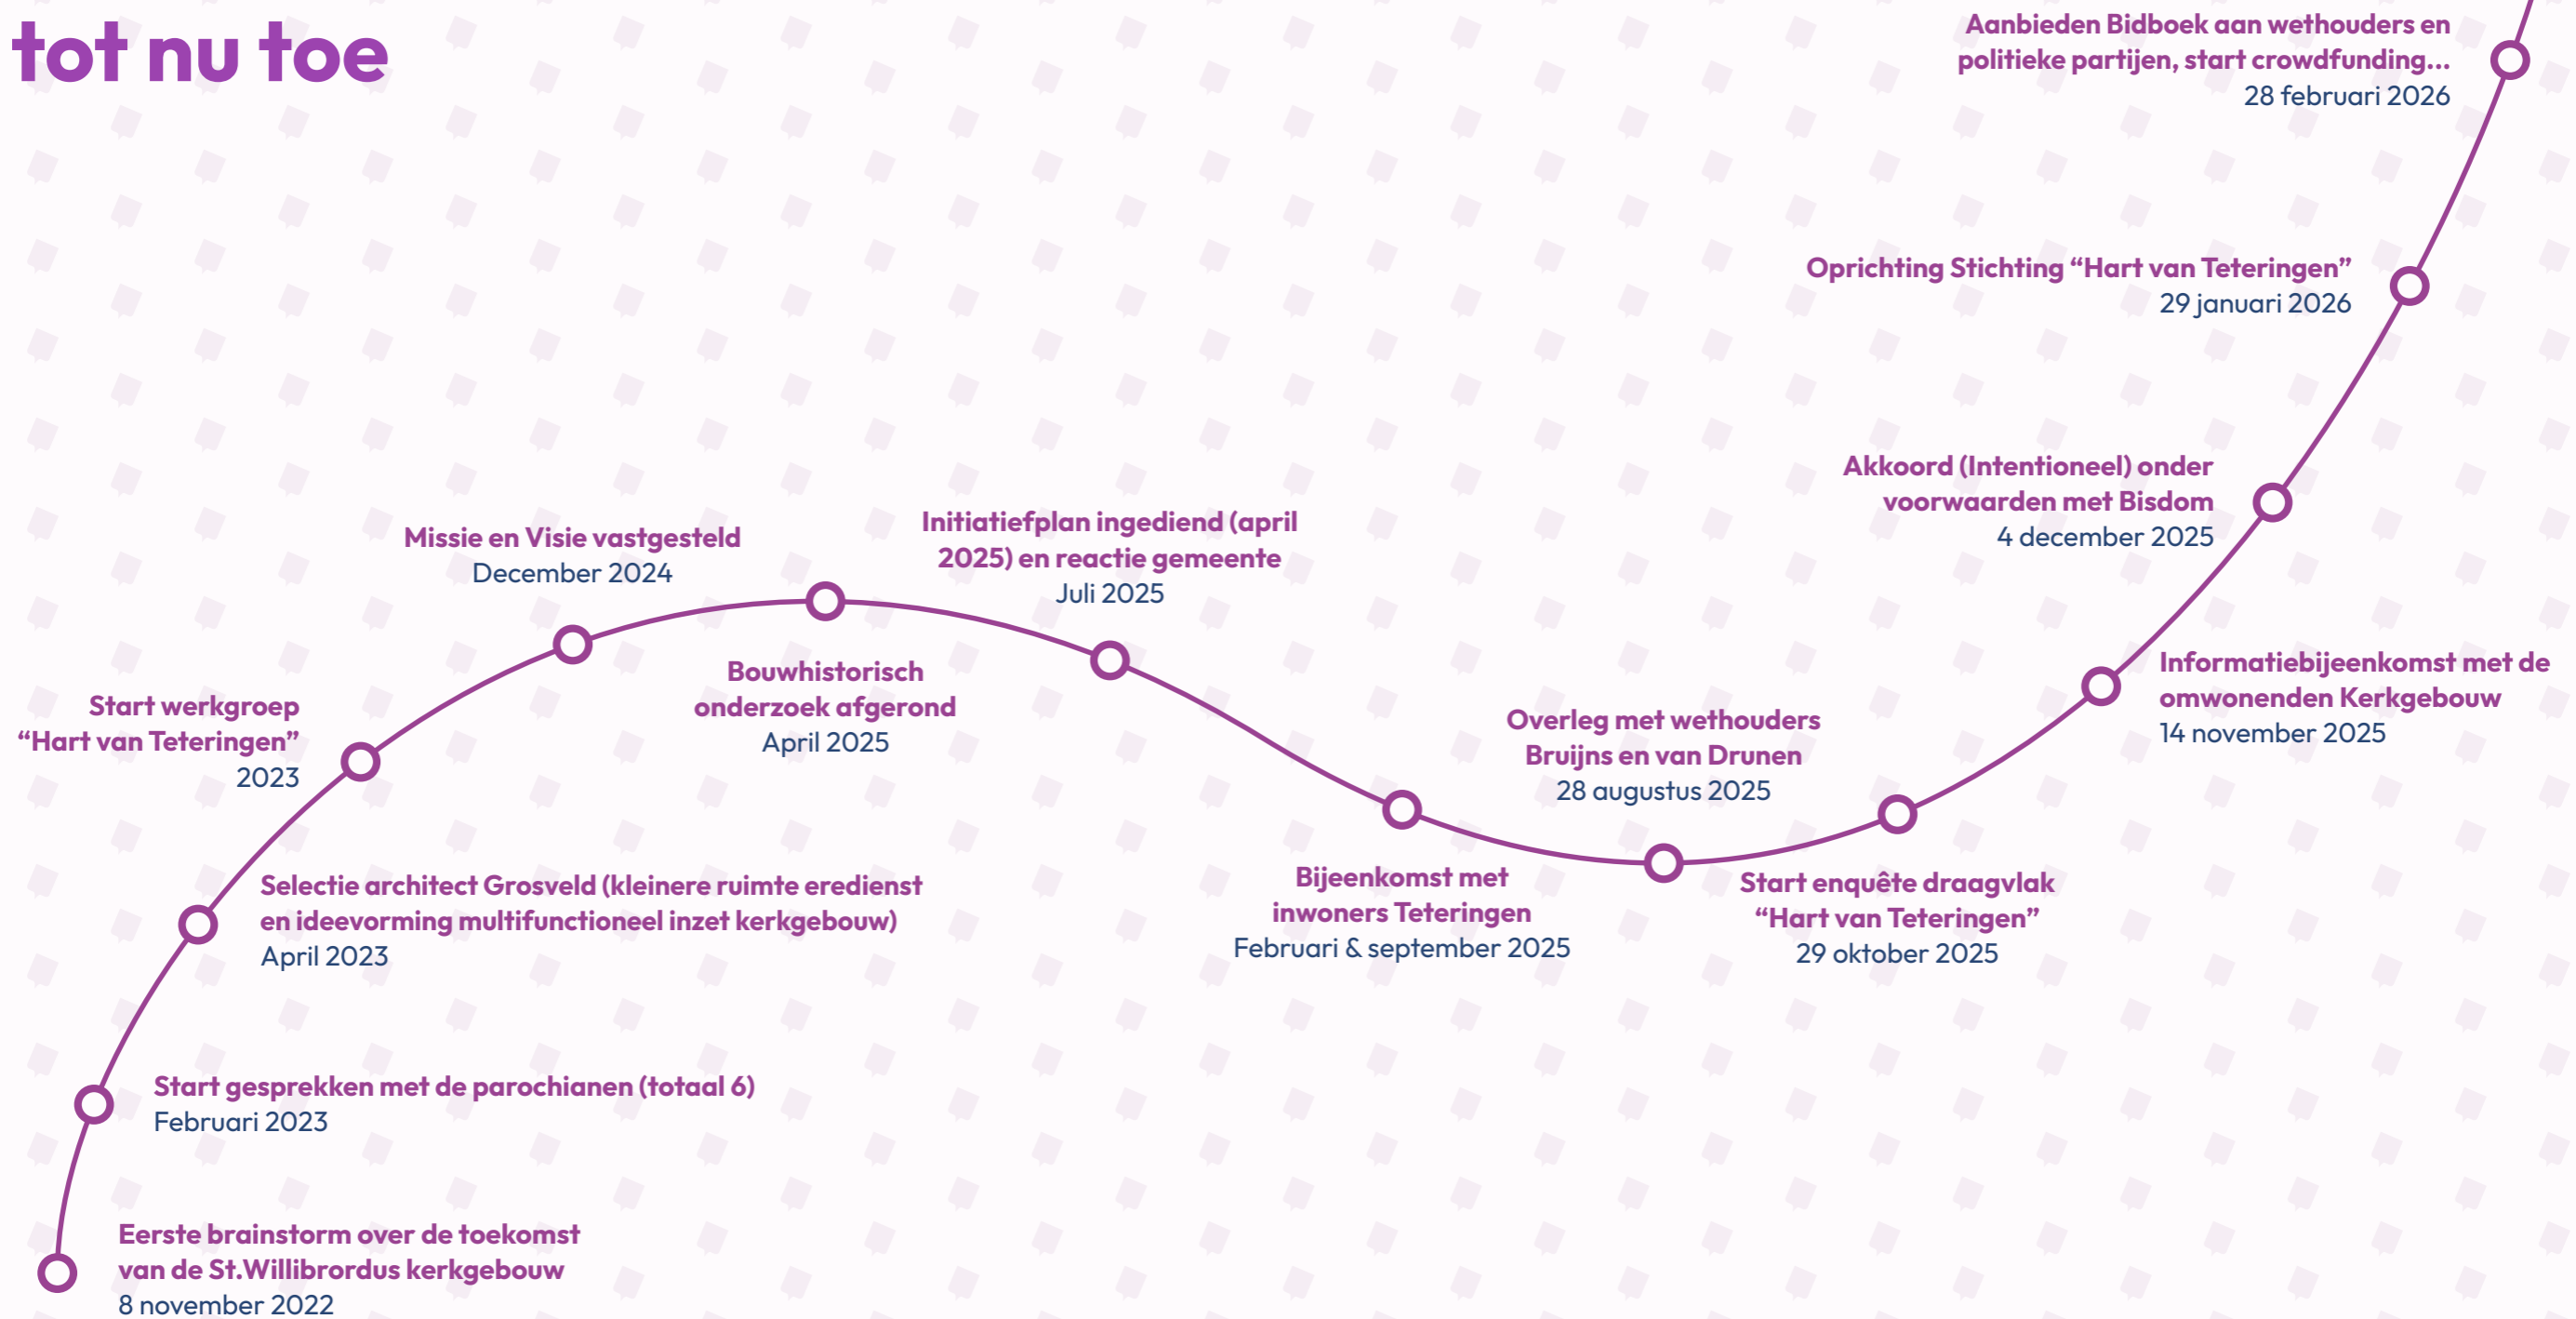 tot nu toe
Eerste brainstorm over de toekomst
van de St.Willibrordus kerkgebouw
8 november 2022
Start gesprekken met de parochianen (totaal 6)
Februari 2023
Selectie architect Grosveld (kleinere ruimte eredienst
en ideevorming multifunctioneel inzet kerkgebouw)
April 2023
Start werkgroep
“Hart van Teteringen”
2023
Missie en Visie vastgesteld
December 2024
Bouwhistorisch
onderzoek afgerond
April 2025
Initiatiefplan ingediend (april
2025) en reactie gemeente
Juli 2025
Bijeenkomst met
inwoners Teteringen
Februari & september 2025
Overleg met wethouders
Bruijns en van Drunen
28 augustus 2025
Start enquête draagvlak
“Hart van Teteringen”
29 oktober 2025
Informatiebijeenkomst met de
omwonenden Kerkgebouw
14 november 2025
Akkoord (Intentioneel) onder
voorwaarden met Bisdom
4 december 2025
Oprichting Stichting “Hart van Teteringen”
29 januari 2026
Aanbieden Bidboek aan wethouders en
politieke partijen, start crowdfunding...
28 februari 2026